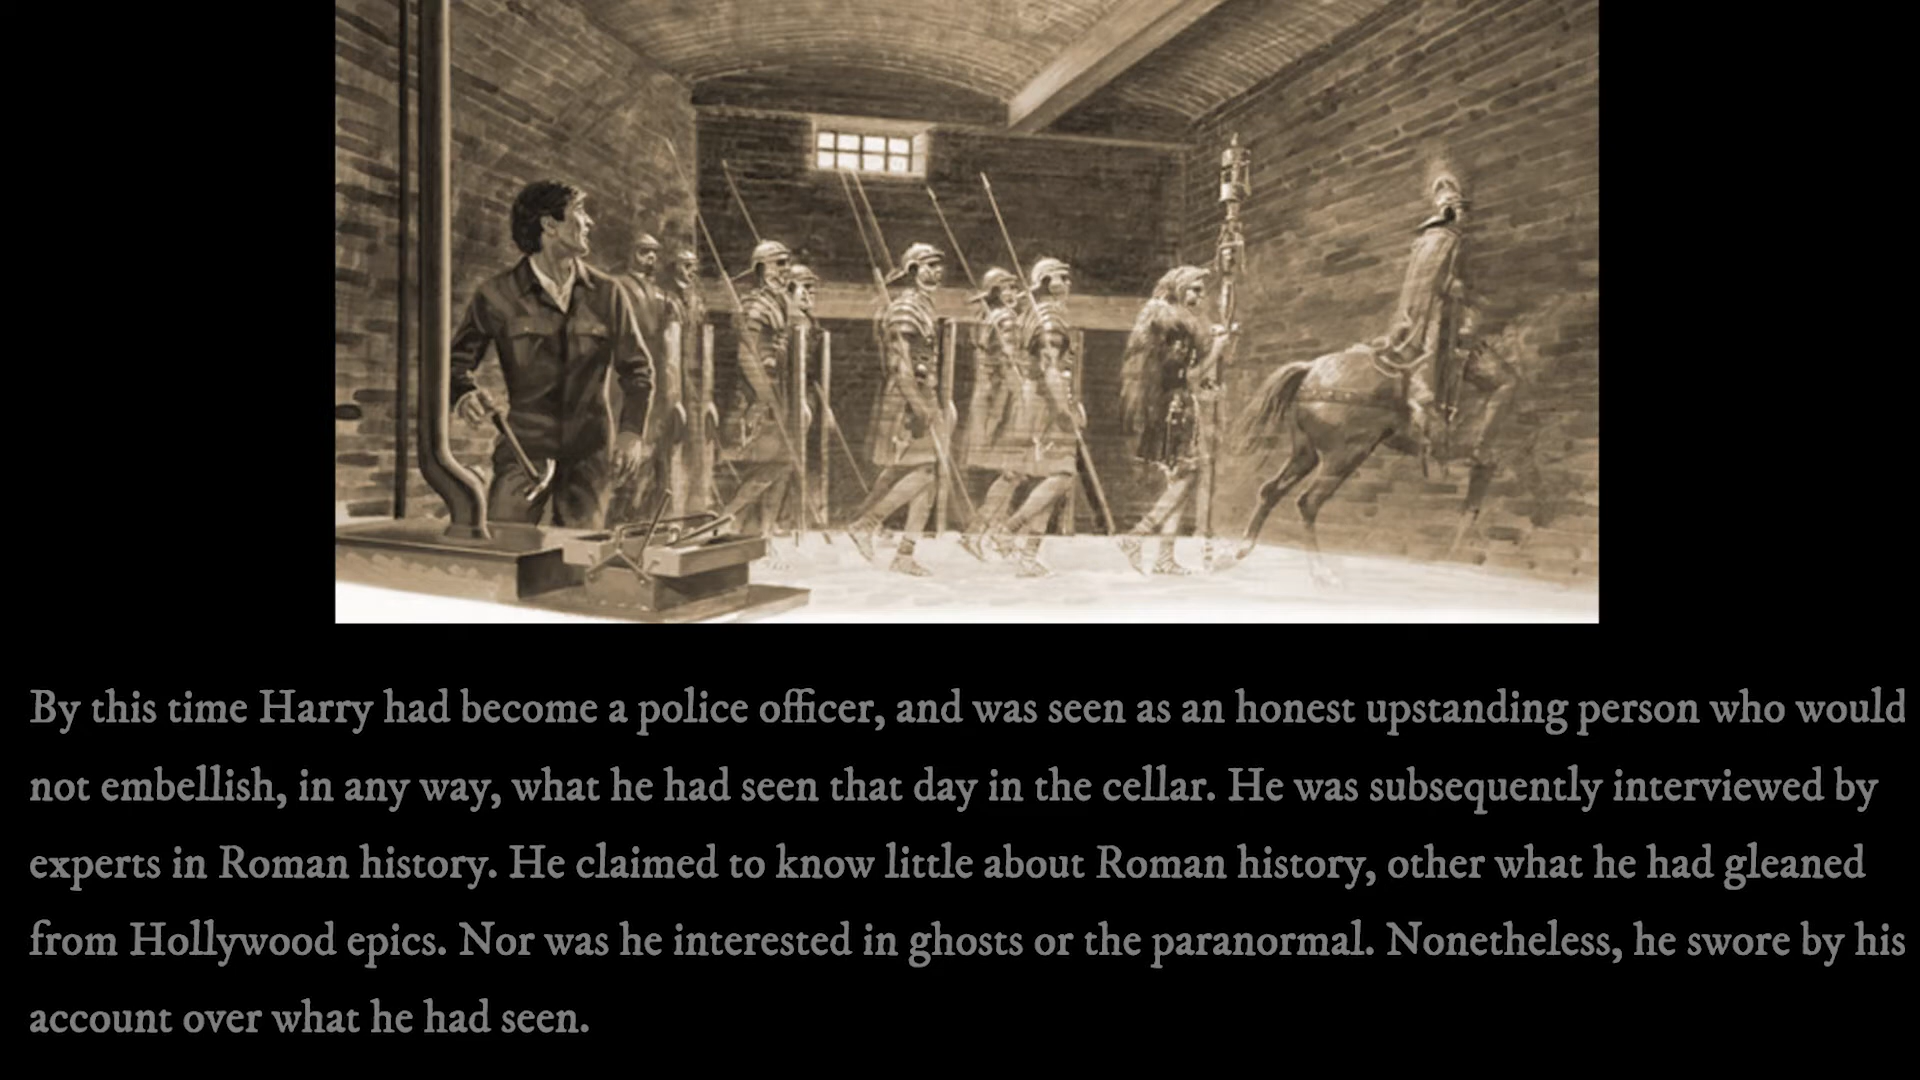 By this time Harry had become a police officer, and was seen as an honest upstanding person who would
not embellish, in any way, what he had seen that day in the cellar. He was subsequently interviewed by
experts in Roman history. He claimed to know little about Roman history, other what he had gleaned
from Hollywood epics. Nor was he interested in ghosts or the paranormal. Nonetheless, he swore by his
account over what he had seen.